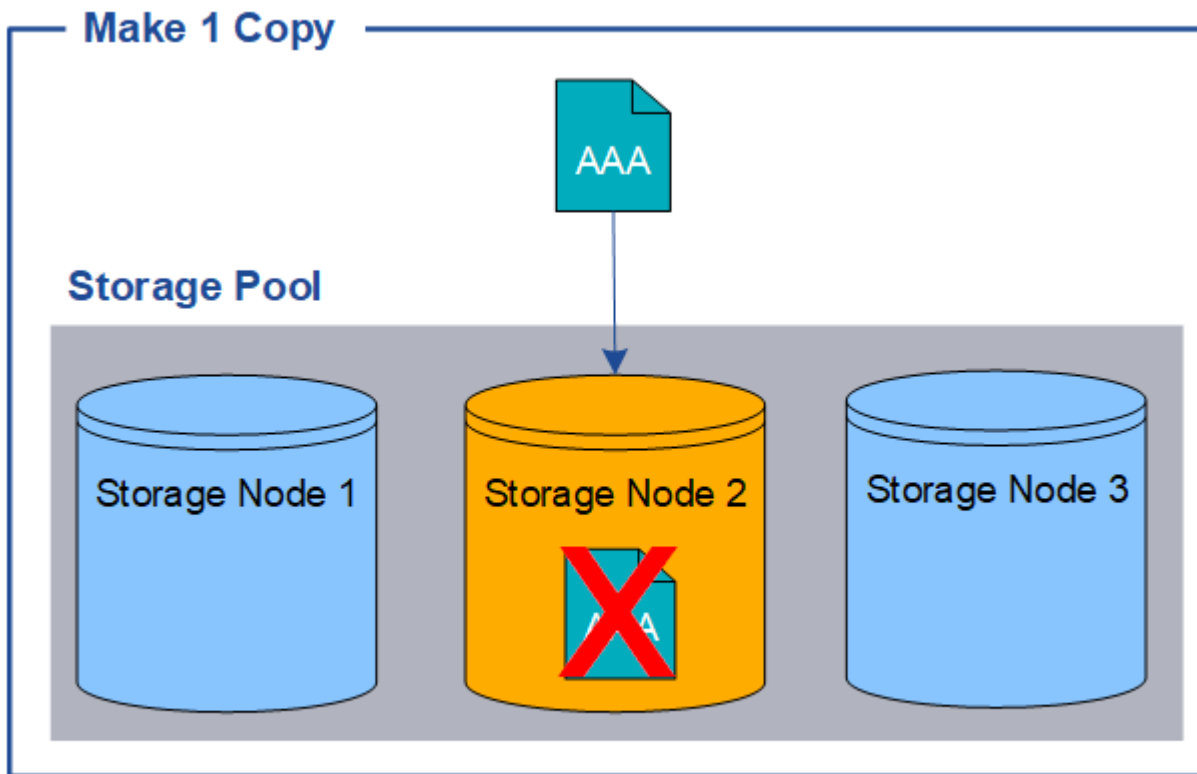 Make 1 Copy
AAA
Storage Pool
Storage Node 1
Storage Node 2
Storage Node 3